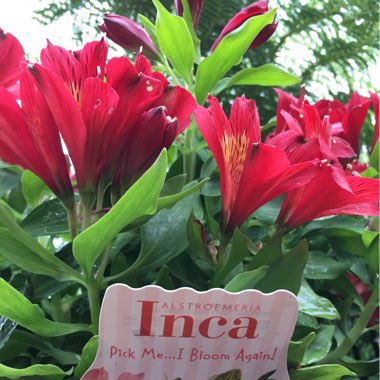 ALSTROEMERIA
Inca
Pick Me...I Bloom Again!